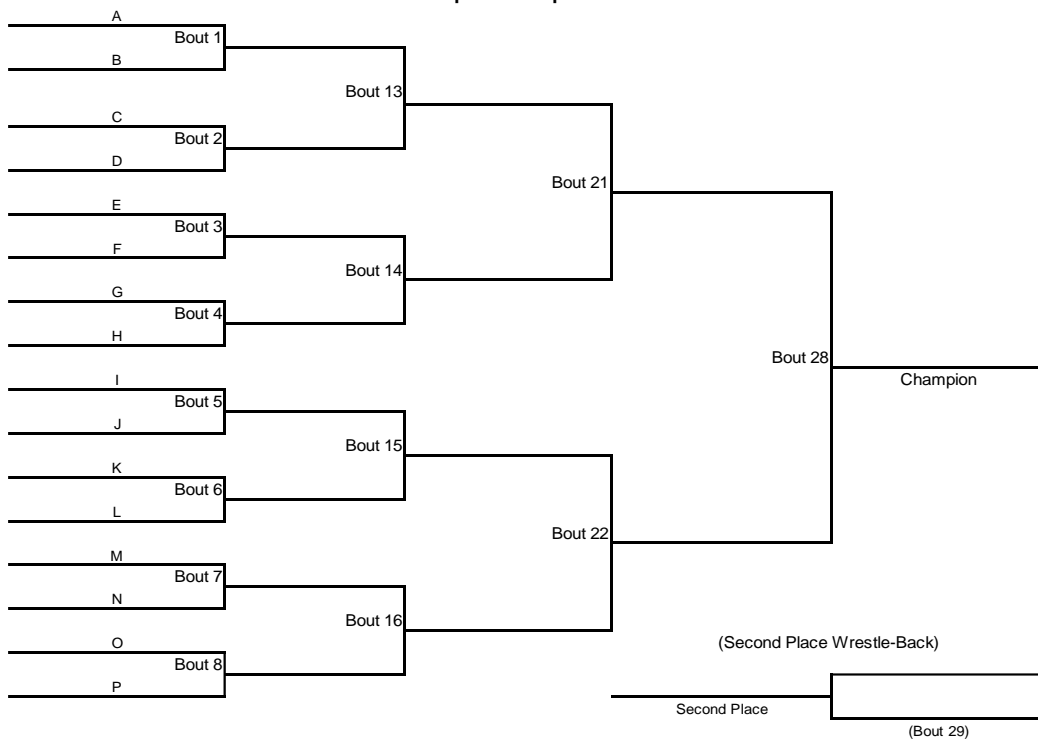 A
Bout 1
B
Bout 13
C
Bout 2
D
Bout 21
E
Bout 3
F
Bout 14
G
Bout 4
H
Bout 28
Champion
I
Bout 5
J
Bout 15
K
Bout 6
L
Bout 22
M
Bout 7
N
Bout 16
O
Bout 8
P
(Second Place Wrestle-Back)
Second Place
(Bout 29)